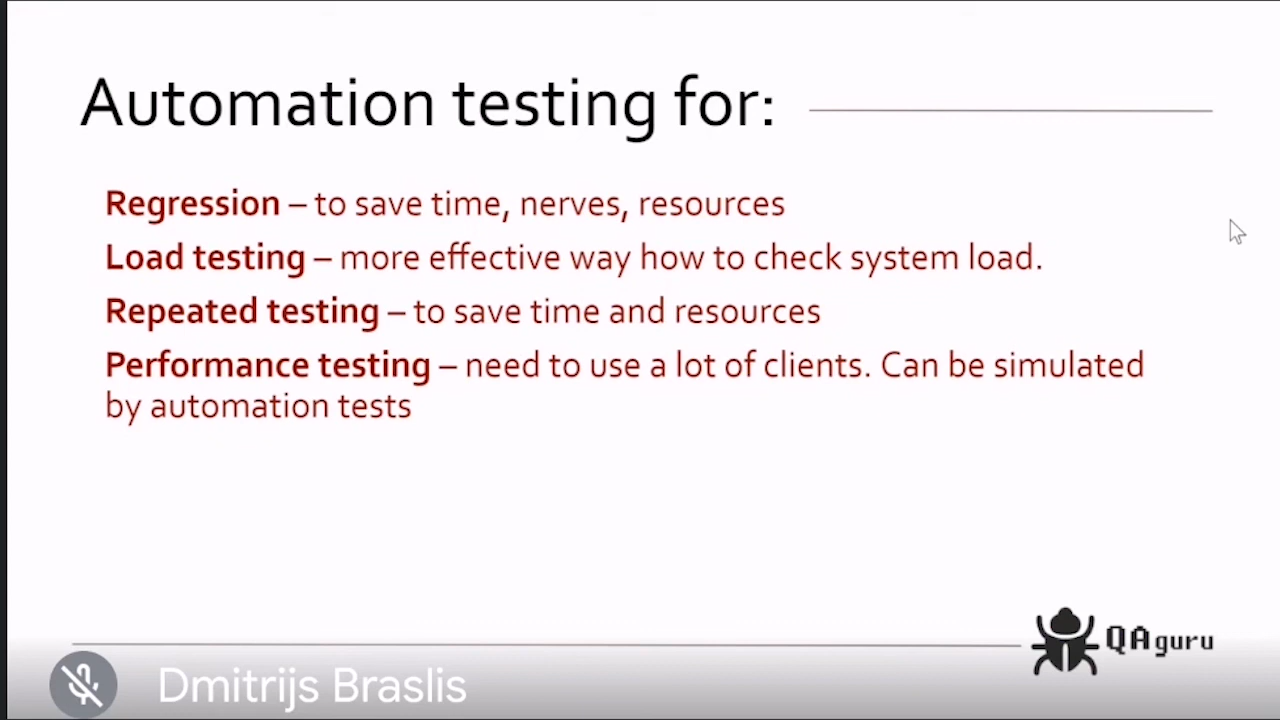 Automation testing for:
Regression – to save time, nerves, resources
Load testing – more effective way how to check system load.
Repeated testing – to save time and resources
Performance testing – need to use a lot of clients. Can be simulated
by automation tests
QAguru
Dmitrijs Braslis